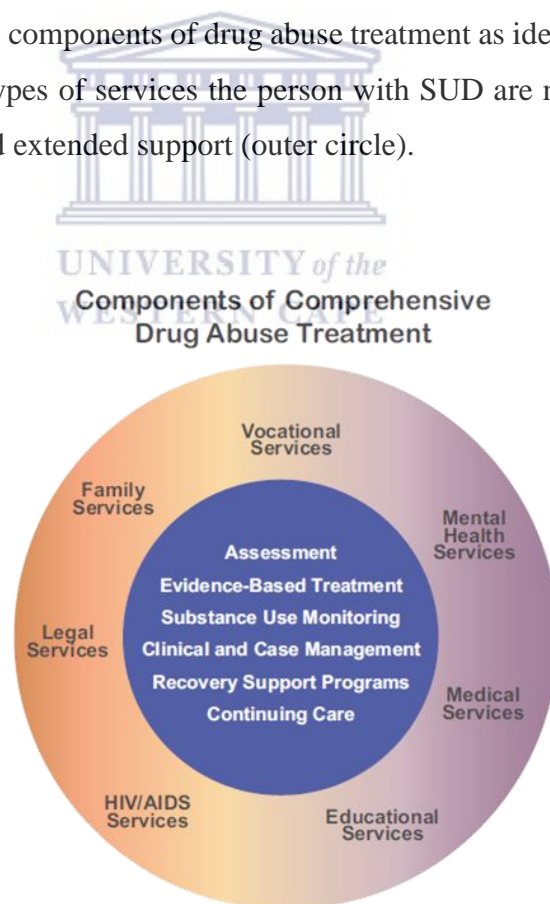 components of drug abuse treatment as ide
ypes of services the person with SUD are
d extended support (outer circle).
UNIVERSITY of the
WESTERN CAPE
Components of Comprehensive
Drug Abuse Treatment
Vocational
Services
Family
Services
Mental
Health
Services
Assessment
Evidence-Based Treatment
Substance Use Monitoring
Clinical and Case Management
Recovery Support Programs
Continuing Care
Legal
Services
Medical
Services
HIV/AIDS
Services
Educational
Services